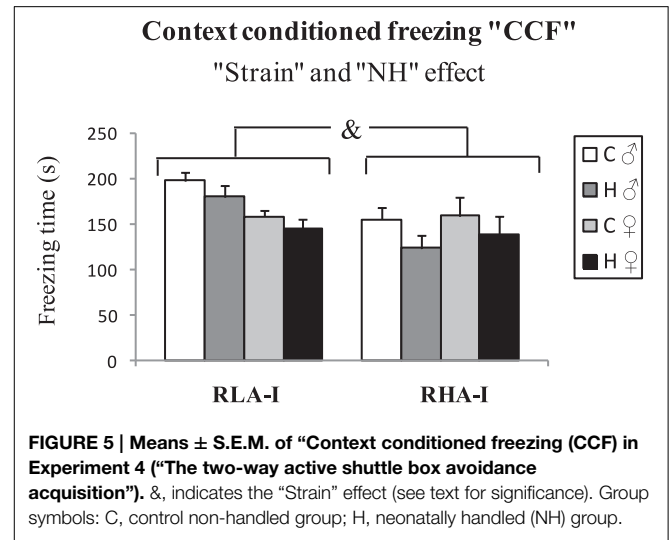 Context conditioned freezing "CCF"
"Strain" and "NH" effect
&
250
200
150
100
50
0
Freezing time (s)
C ♂
H ♂
C ♀
H ♀
RLA-I
RHA-I
FIGURE 5 | Means ± S.E.M. of “Context conditioned freezing (CCF) in
Experiment 4 (“The two-way active shuttle box avoidance
acquisition”). &, indicates the “Strain” effect (see text for significance). Group
symbols: C, control non-handled group; H, neonatally handled (NH) group.